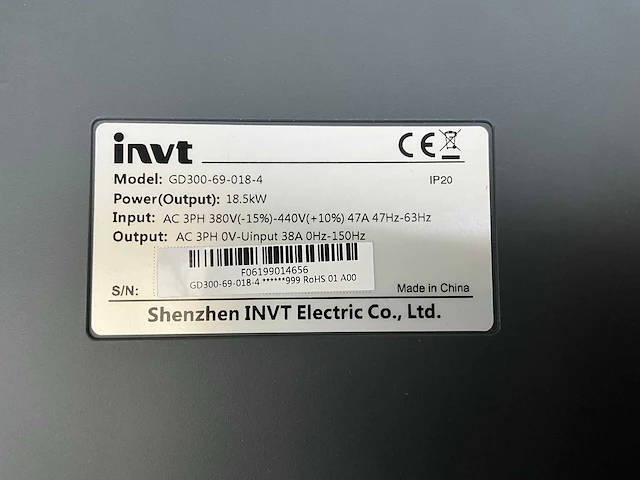 invt
CE
Model: GD300-69-018-4
IP20
Power(Output): 18.5kW
Input: AC 3PH 380V(-15%)-440V(+10%) 47A 47Hz-63Hz
Output: AC 3PH 0V-Uinput 38A 0Hz-150Hz
F06199014656
GD300-69-018-4 ******999 RoHS 01 A00
S/N:
Made in China
Shenzhen INVT Electric Co., Ltd.